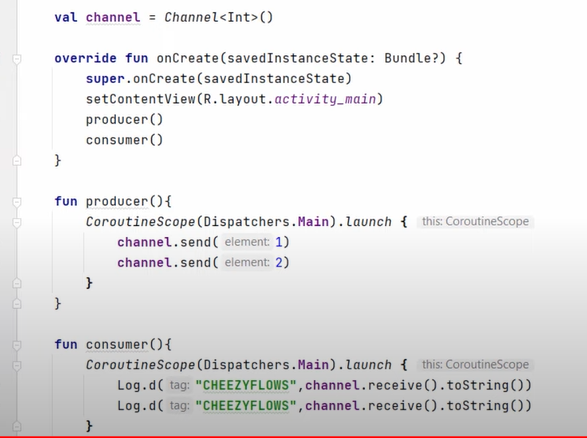 val channel = Channel<Int>()
override fun onCreate(savedInstanceState: Bundle?) {
super.onCreate(savedInstanceState)
setContentView(R.layout.activity_main)
producer()
consumer()
}
fun producer(){
CoroutineScope(Dispatchers.Main).launch { this: CoroutineScope
channel.send( element: 1)
channel.send( element: 2)
}
}
fun consumer(){
CoroutineScope(Dispatchers.Main).launch { this: CoroutineScope
Log.d( tag: "CHEEZYFLOWS",channel.receive().toString())
Log.d( tag: "CHEEZYFLOWS",channel.receive().toString())
}